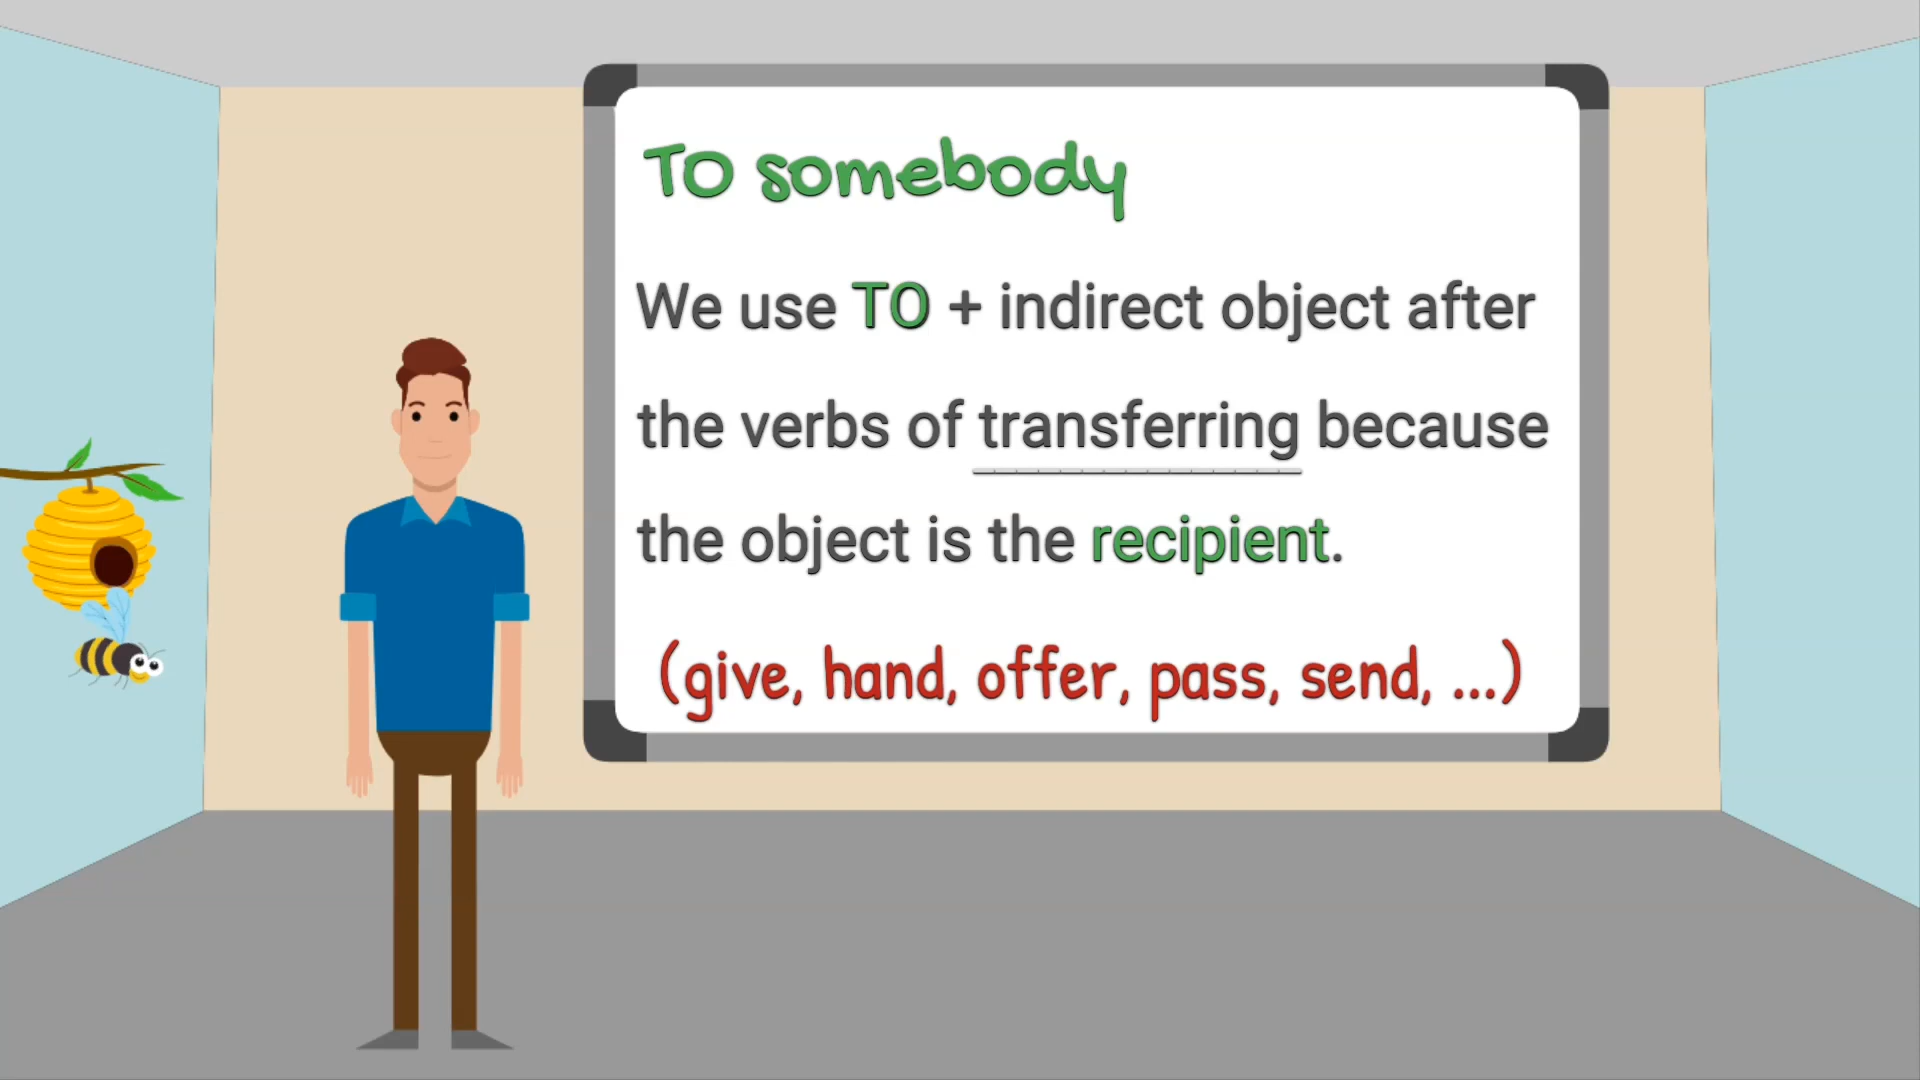 TO somebody
We use TO + indirect object after
the verbs of transferring because
the object is the recipient.
(give, hand, offer, pass, send, ...)